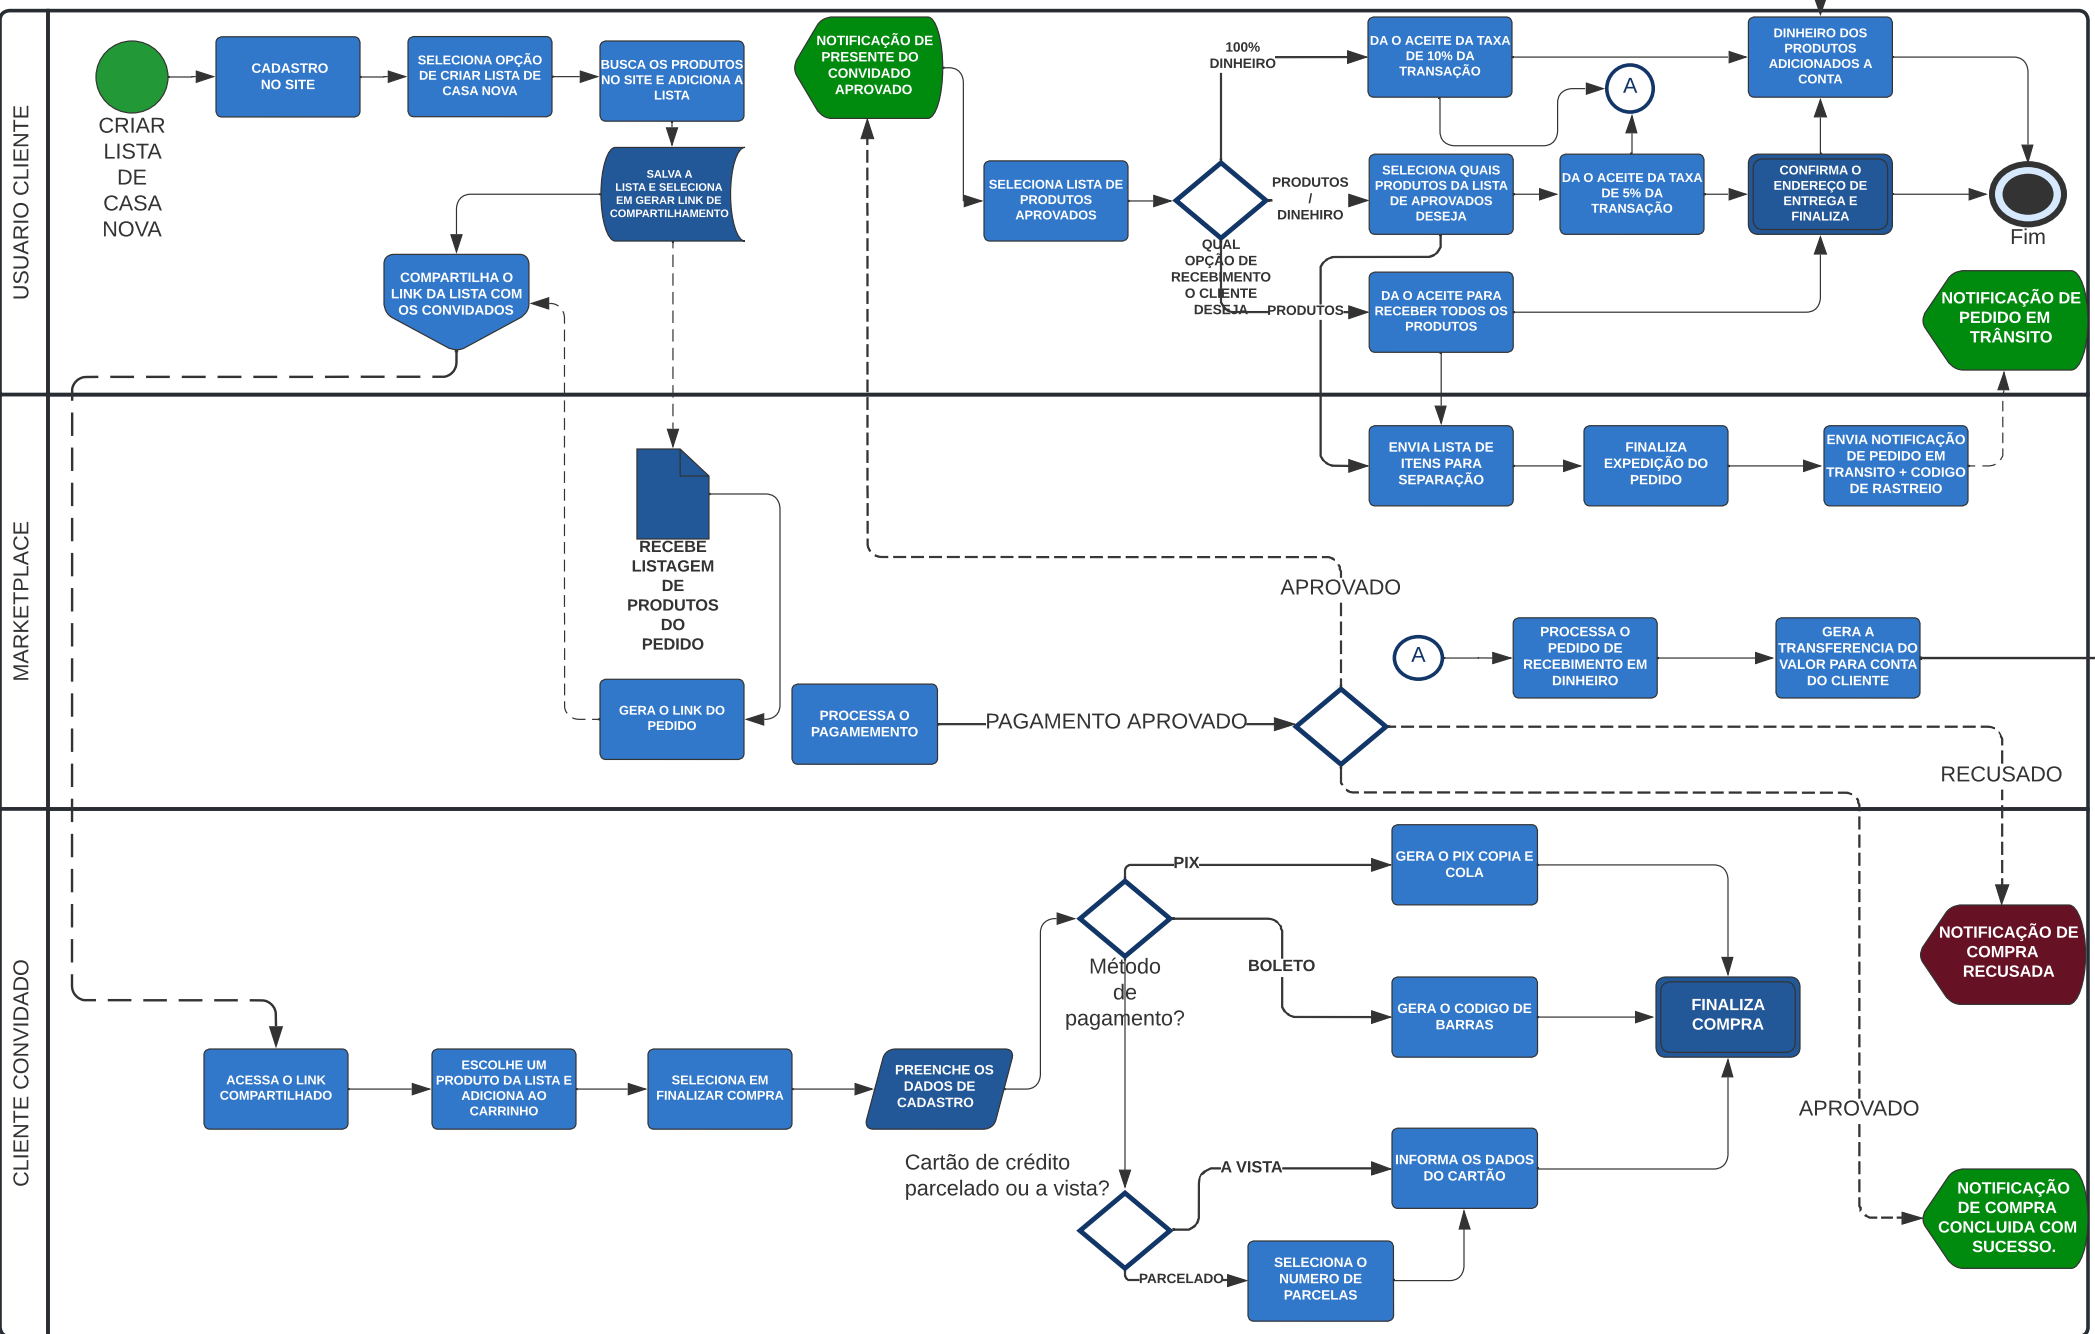 USUARIO CLIENTE
CRIAR
LISTA
DE
CASA
NOVA
CADASTRO
NO SITE
SELECIONA OPÇÃO
DE CRIAR LISTA DE
CASA NOVA
BUSCA OS PRODUTOS
NO SITE E ADICIONA A
LISTA
SALVA A
LISTA E SELECIONA
EM GERAR LINK DE
COMPARTILHAMENTO
COMPARTILHA O
LINK DA LISTA COM
OS CONVIDADOS
NOTIFICAÇÃO DE
PRESENTE DO
CONVIDADO
APROVADO
SELECIONA LISTA DE
PRODUTOS
APROVADOS
QUAL
OPÇÃO DE
RECEBIMENTO
O CLIENTE
DESEJA
100%
DINHEIRO
PRODUTOS
/
DINEHIRO
PRODUTOS
DA O ACEITE DA TAXA
DE 10% DA
TRANSAÇÃO
A
DINHEIRO DOS
PRODUTOS
ADICIONADOS A
CONTA
SELECIONA QUAIS
PRODUTOS DA LISTA
DE APROVADOS
DESEJA
DA O ACEITE DA TAXA
DE 5% DA
TRANSAÇÃO
CONFIRMA O
ENDEREÇO DE
ENTREGA E
FINALIZA
Fim
DA O ACEITE PARA
RECEBER TODOS OS
PRODUTOS
NOTIFICAÇÃO DE
PEDIDO EM
TRÂNSITO
MARKETPLACE
RECEBE
LISTAGEM
DE
PRODUTOS
DO
PEDIDO
GERA O LINK DO
PEDIDO
ENVIA LISTA DE
ITENS PARA
SEPARAÇÃO
FINALIZA
EXPEDIÇÃO DO
PEDIDO
ENVIA NOTIFICAÇÃO
DE PEDIDO EM
TRANSITO + CODIGO
DE RASTREIO
PROCESSA O
PAGAMEMENTO
PAGAMENTO APROVADO
APROVADO
A
PROCESSA O
PEDIDO DE
RECEBIMENTO EM
DINHEIRO
GERA A
TRANSFERENCIA DO
VALOR PARA CONTA
DO CLIENTE
RECUSADO
CLIENTE CONVIDADO
ACESSA O LINK
COMPARTILHADO
ESCOLHE UM
PRODUTO DA LISTA E
ADICIONA AO
CARRINHO
SELECIONA EM
FINALIZAR COMPRA
PREENCHE OS
DADOS DE
CADASTRO
Método
de
pagamento?
PIX
BOLETO
GERA O PIX COPIA E
COLA
GERA O CODIGO DE
BARRAS
FINALIZA
COMPRA
Cartão de crédito
parcelado ou a vista?
A VISTA
PARCELADO
INFORMA OS DADOS
DO CARTÃO
SELECIONA O
NUMERO DE
PARCELAS
NOTIFICAÇÃO DE
COMPRA
RECUSADA
APROVADO
NOTIFICAÇÃO
DE COMPRA
CONCLUIDA COM
SUCESSO.